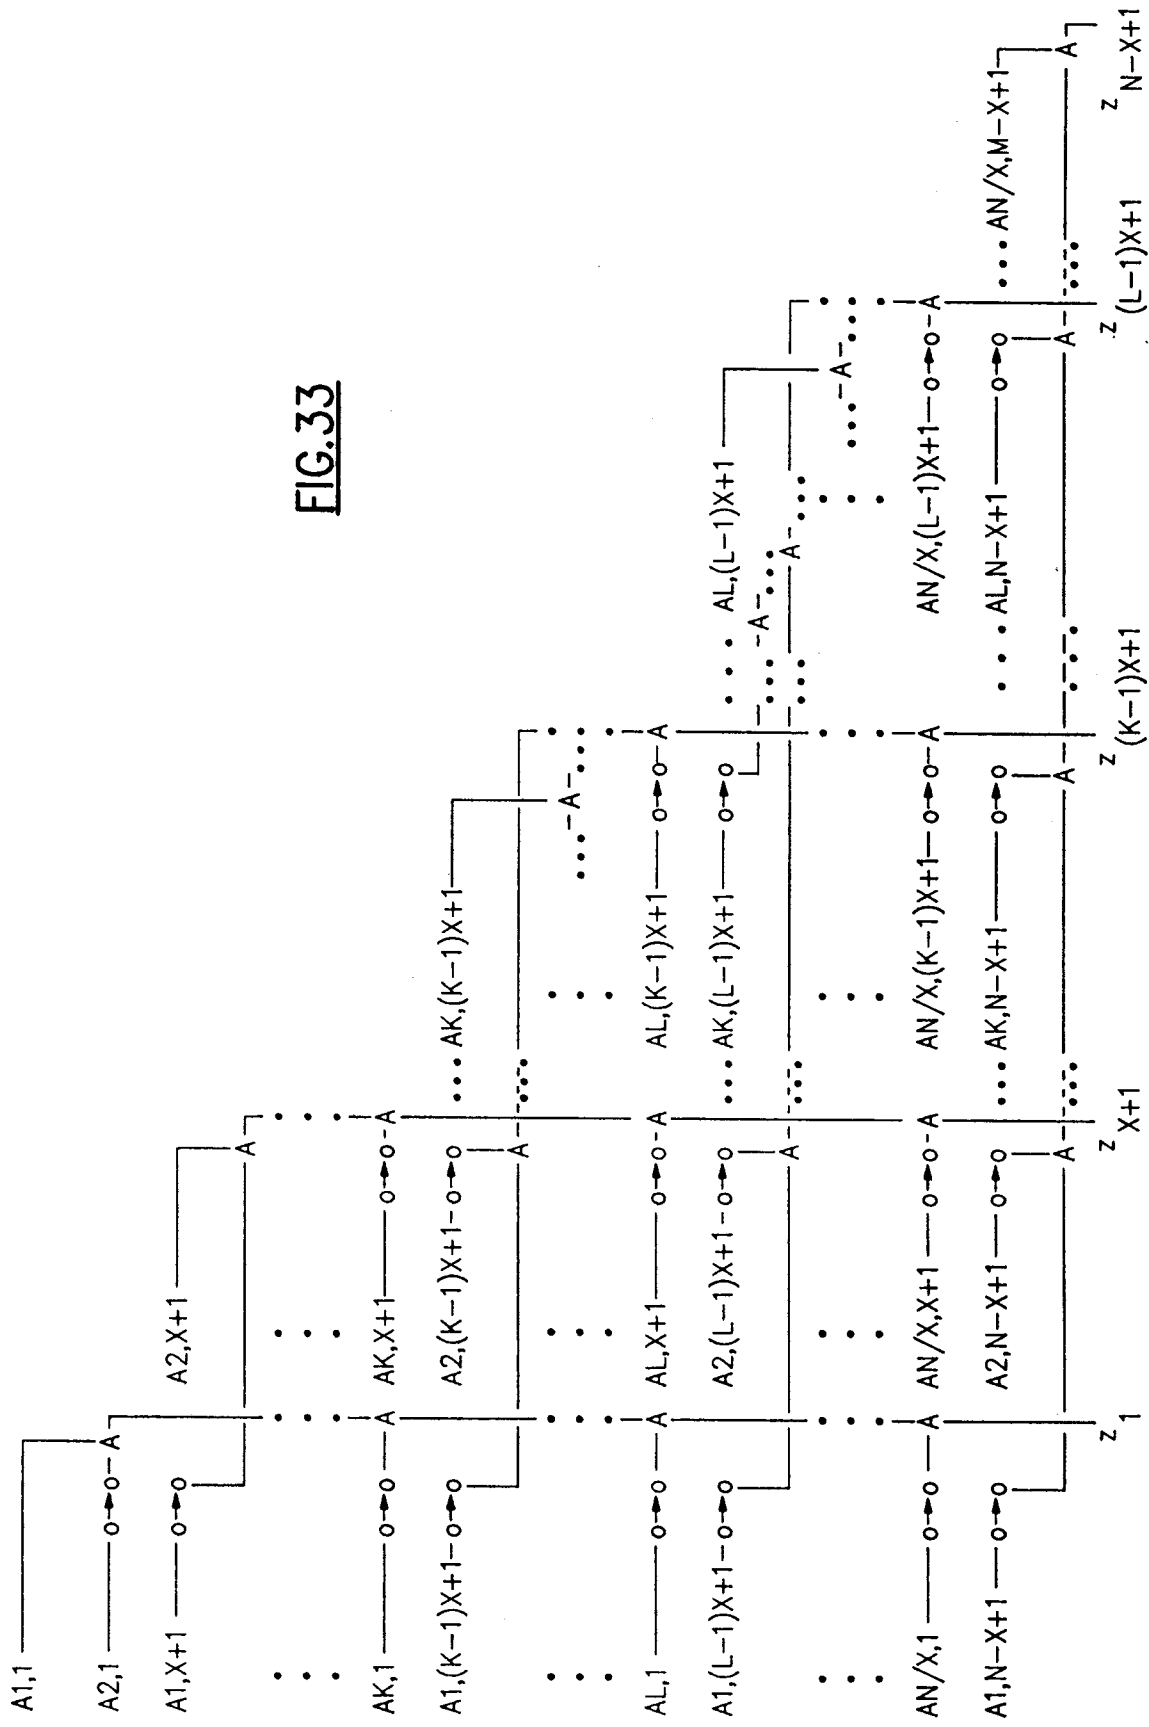 FIG.33
A1,1
A2,1
A
A1,X+1
A2,X+1
A
AK,1
A
AK,X+1
A
A1,(K-1)X+1
A2,(K-1)X+1
A
AK,(K-1)X+1
A
AL,1
A
AL,X+1
A
AL,(K-1)X+1
A
A1,(L-1)X+1
A2,(L-1)X+1
A
AK,(L-1)X+1
A
A
AL,(L-1)X+1
A
AN/X,1
A
AN/X,X+1
A
AN/X,(K-1)X+1
A
AN/X,(L-1)X+1
A
A1,N-X+1
A2,N-X+1
A
AK,N-X+1
A
AL,N-X+1
A
AN/X,M-X+1
A
z 1
z X+1
z (K-1)X+1
z (L-1)X+1
z N-X+1